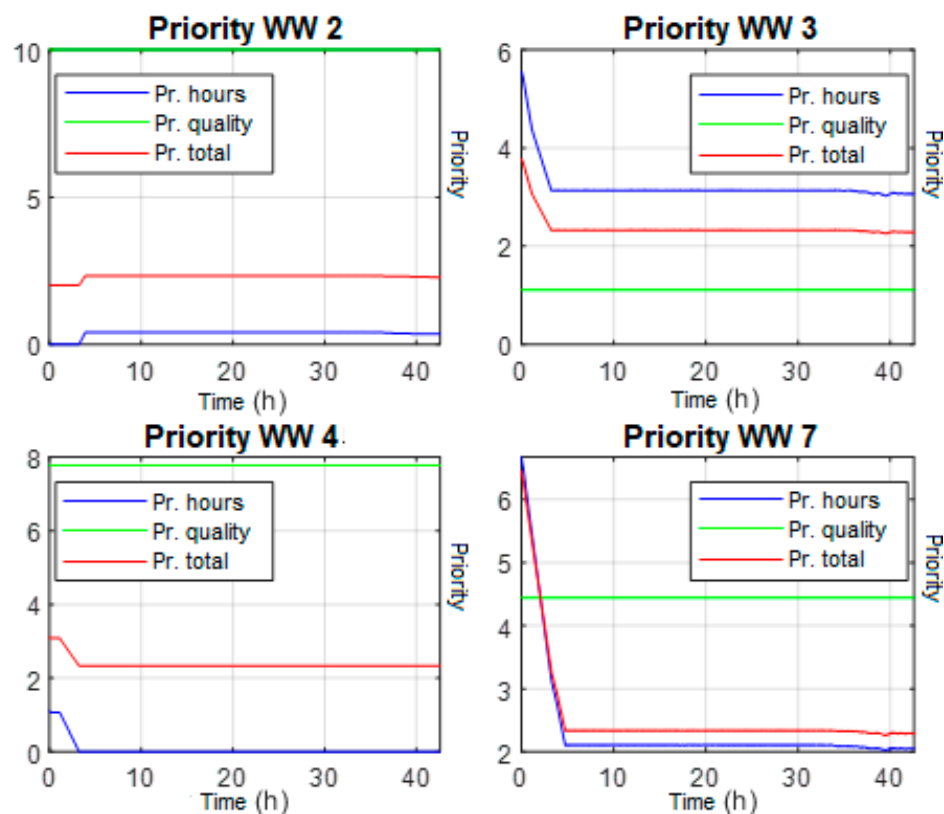 Priority WW 2
10
5
0
Pr. hours
Pr. quality
Pr. total
Priority
0 10 20 30 40
Time (h)
Priority WW 3
6
4
2
0
Pr. hours
Pr. quality
Pr. total
Priority
0 10 20 30 40
Time (h)
Priority WW 4
8
6
4
2
0
Pr. hours
Pr. quality
Pr. total
Priority
0 10 20 30 40
Time (h)
Priority WW 7
6
5
4
3
2
Pr. hours
Pr. quality
Pr. total
Priority
0 10 20 30 40
Time (h)